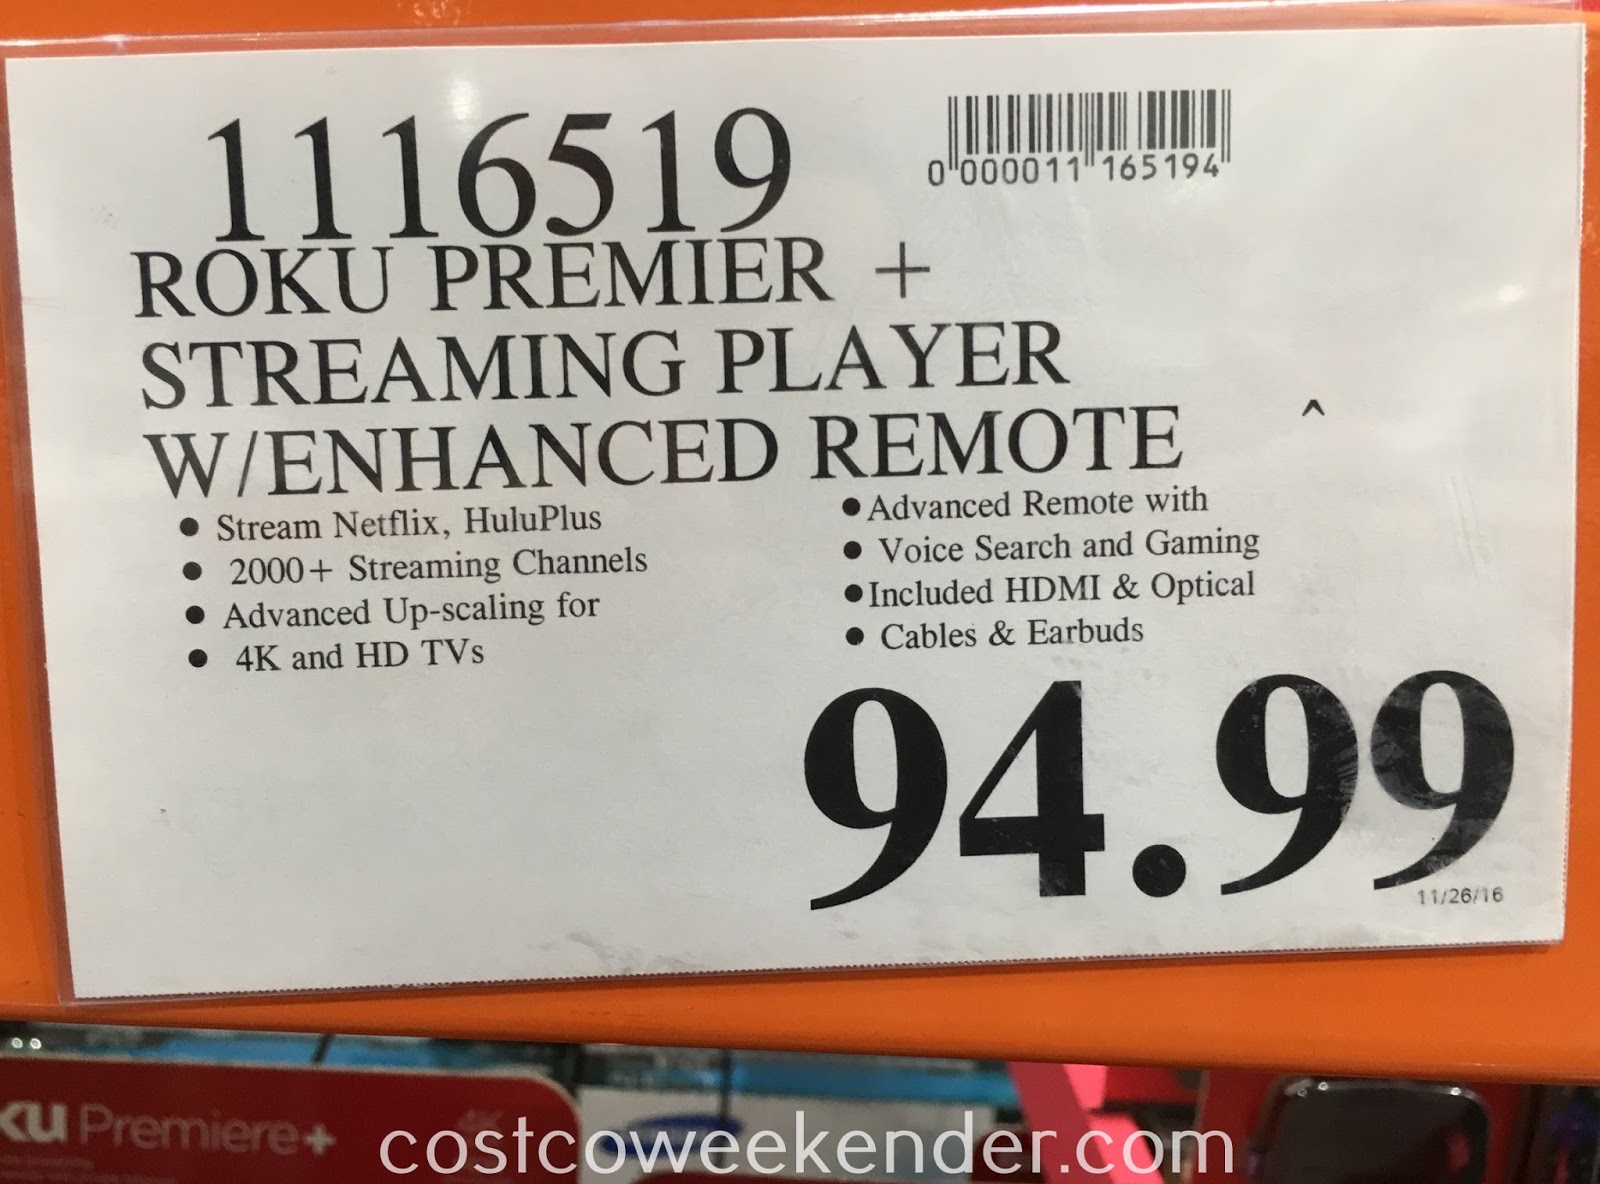 1116519
0 000011 165194
ROKU PREMIER +
STREAMING PLAYER
W/ENHANCED REMOTE ^
• Stream Netflix, HuluPlus
• 2000+ Streaming Channels
• Advanced Up-scaling for
• 4K and HD TVs
• Advanced Remote with
• Voice Search and Gaming
• Included HDMI & Optical
• Cables & Earbuds
94.99
11/26/16
KU Premiere+
4K
costcoweekender.com